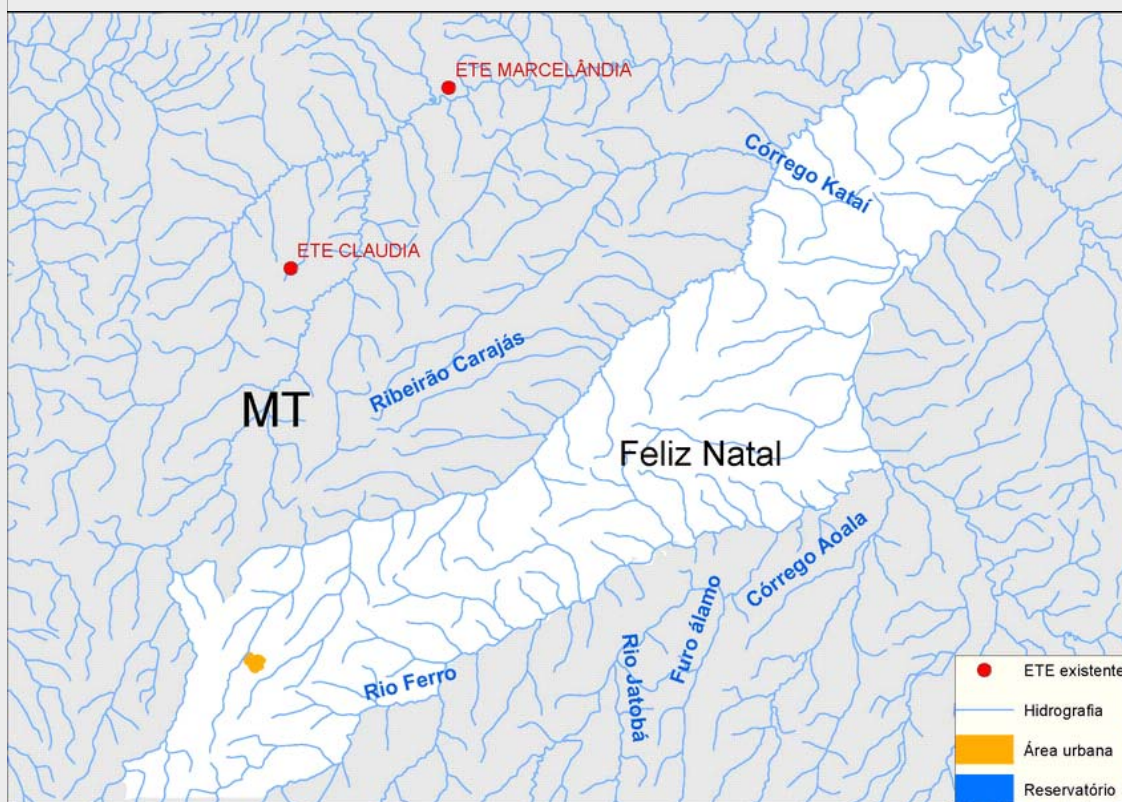 ETE MARCELÂNDIA
Córrego Kataí
ETE CLAUDIA
Ribeirão Carajás
MT
Feliz Natal
Córrego Aoala
Furo álamo
Rio Jatobá
Rio Ferro
ETE existente
Hidrografia
Área urbana
Reservatório